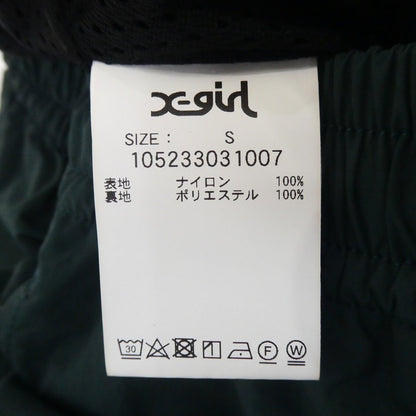 X-girl
SIZE : S
105233031007
表地 ナイロン 100%
裏地 ポリエステル 100%
30 F W